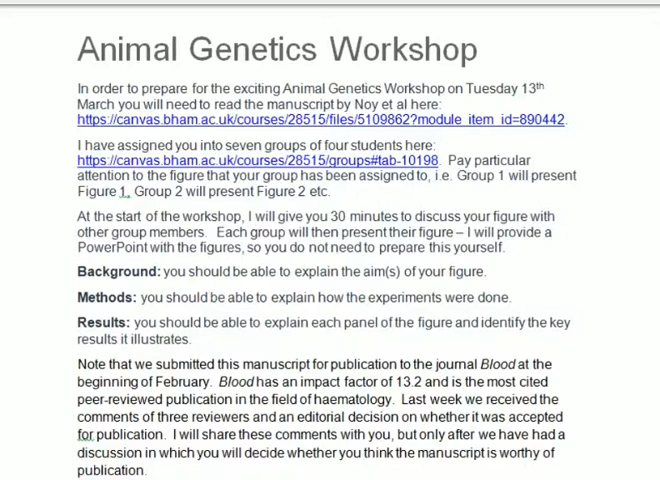 Animal Genetics Workshop
In order to prepare for the exciting Animal Genetics Workshop on Tuesday 13th
March you will need to read the manuscript by Noy et al here:
https://canvas.bham.ac.uk/courses/28515/files/5109862?module_item_id=890442.
I have assigned you into seven groups of four students here:
https://canvas.bham.ac.uk/courses/28515/groups#tab-10198. Pay particular
attention to the figure that your group has been assigned to, i.e. Group 1 will present
Figure 1, Group 2 will present Figure 2 etc.
At the start of the workshop, I will give you 30 minutes to discuss your figure with
other group members. Each group will then present their figure – I will provide a
PowerPoint with the figures, so you do not need to prepare this yourself.
Background: you should be able to explain the aim(s) of your figure.
Methods: you should be able to explain how the experiments were done.
Results: you should be able to explain each panel of the figure and identify the key
results it illustrates.
Note that we submitted this manuscript for publication to the journal Blood at the
beginning of February. Blood has an impact factor of 13.2 and is the most cited
peer-reviewed publication in the field of haematology. Last week we received the
comments of three reviewers and an editorial decision on whether it was accepted
for publication. I will share these comments with you, but only after we have had a
discussion in which you will decide whether you think the manuscript is worthy of
publication.